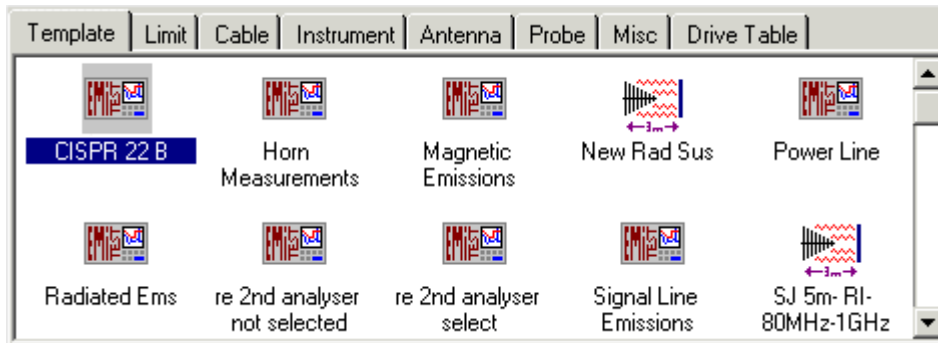 Template Limit Cable Instrument Antenna Probe Misc Drive Table
CISPR 22 B
Horn
Measurements
Magnetic
Emissions
New Rad Sus
3m
Power Line
Radiated Ems
re 2nd analyser
not selected
re 2nd analyser
select
Signal Line
Emissions
3m
SJ 5m- RI-
80MHz-1GHz